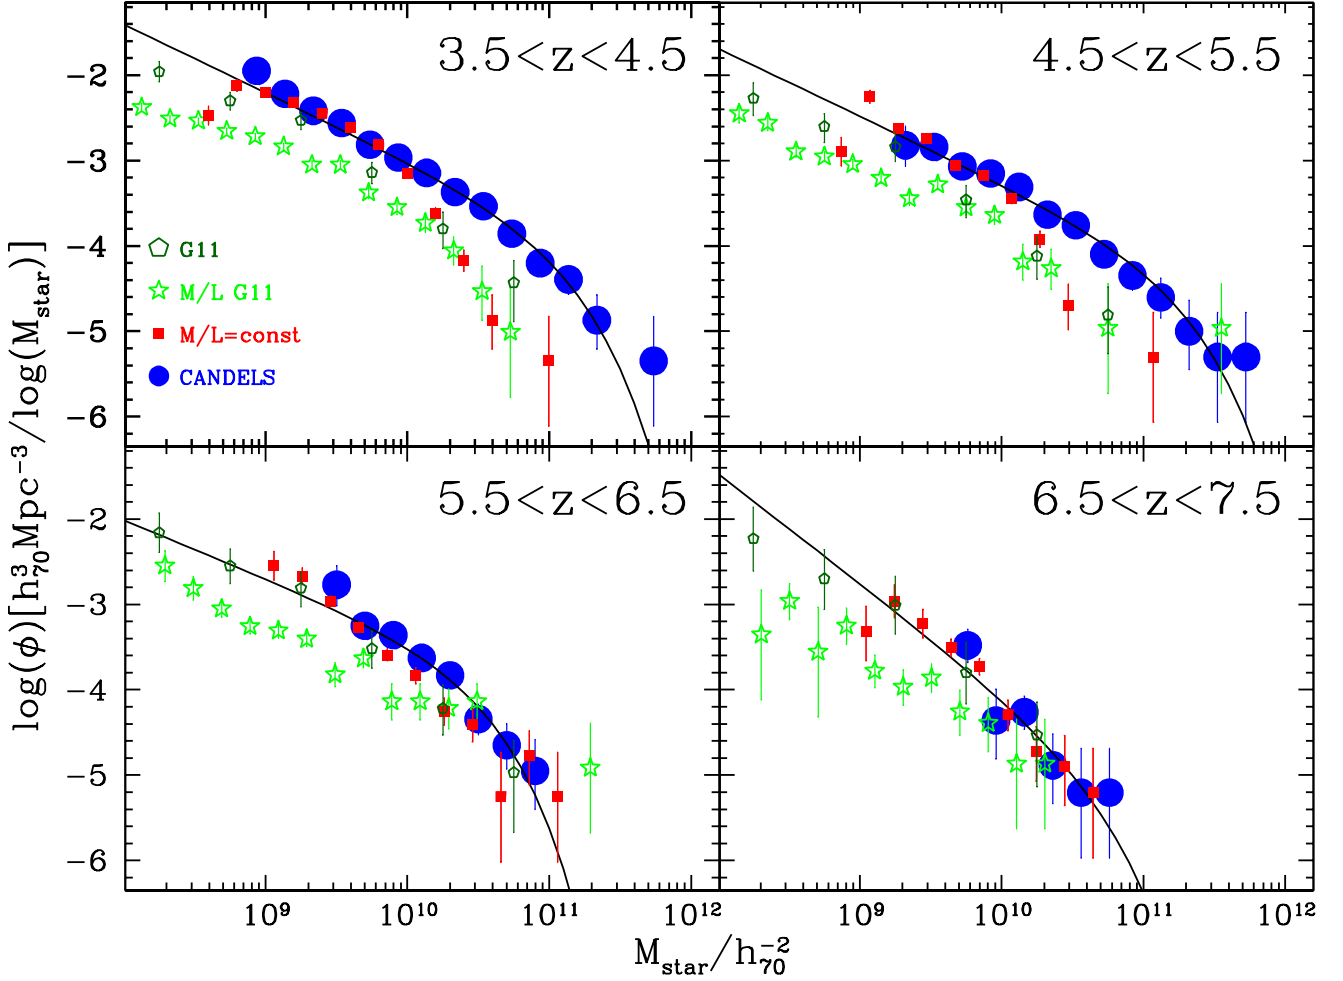 3.5<z<4.5
4.5<z<5.5
−2
−3
−4
−5
−6
G11
M/L G11
M/L=const
CANDELS
log(ϕ)[h³₇₀Mpc⁻³/log(M_star)]
5.5<z<6.5
6.5<z<7.5
−2
−3
−4
−5
−6
10⁹ 10¹⁰ 10¹¹ 10¹² 10⁹ 10¹⁰ 10¹¹ 10¹²
M_star/h₇₀⁻²